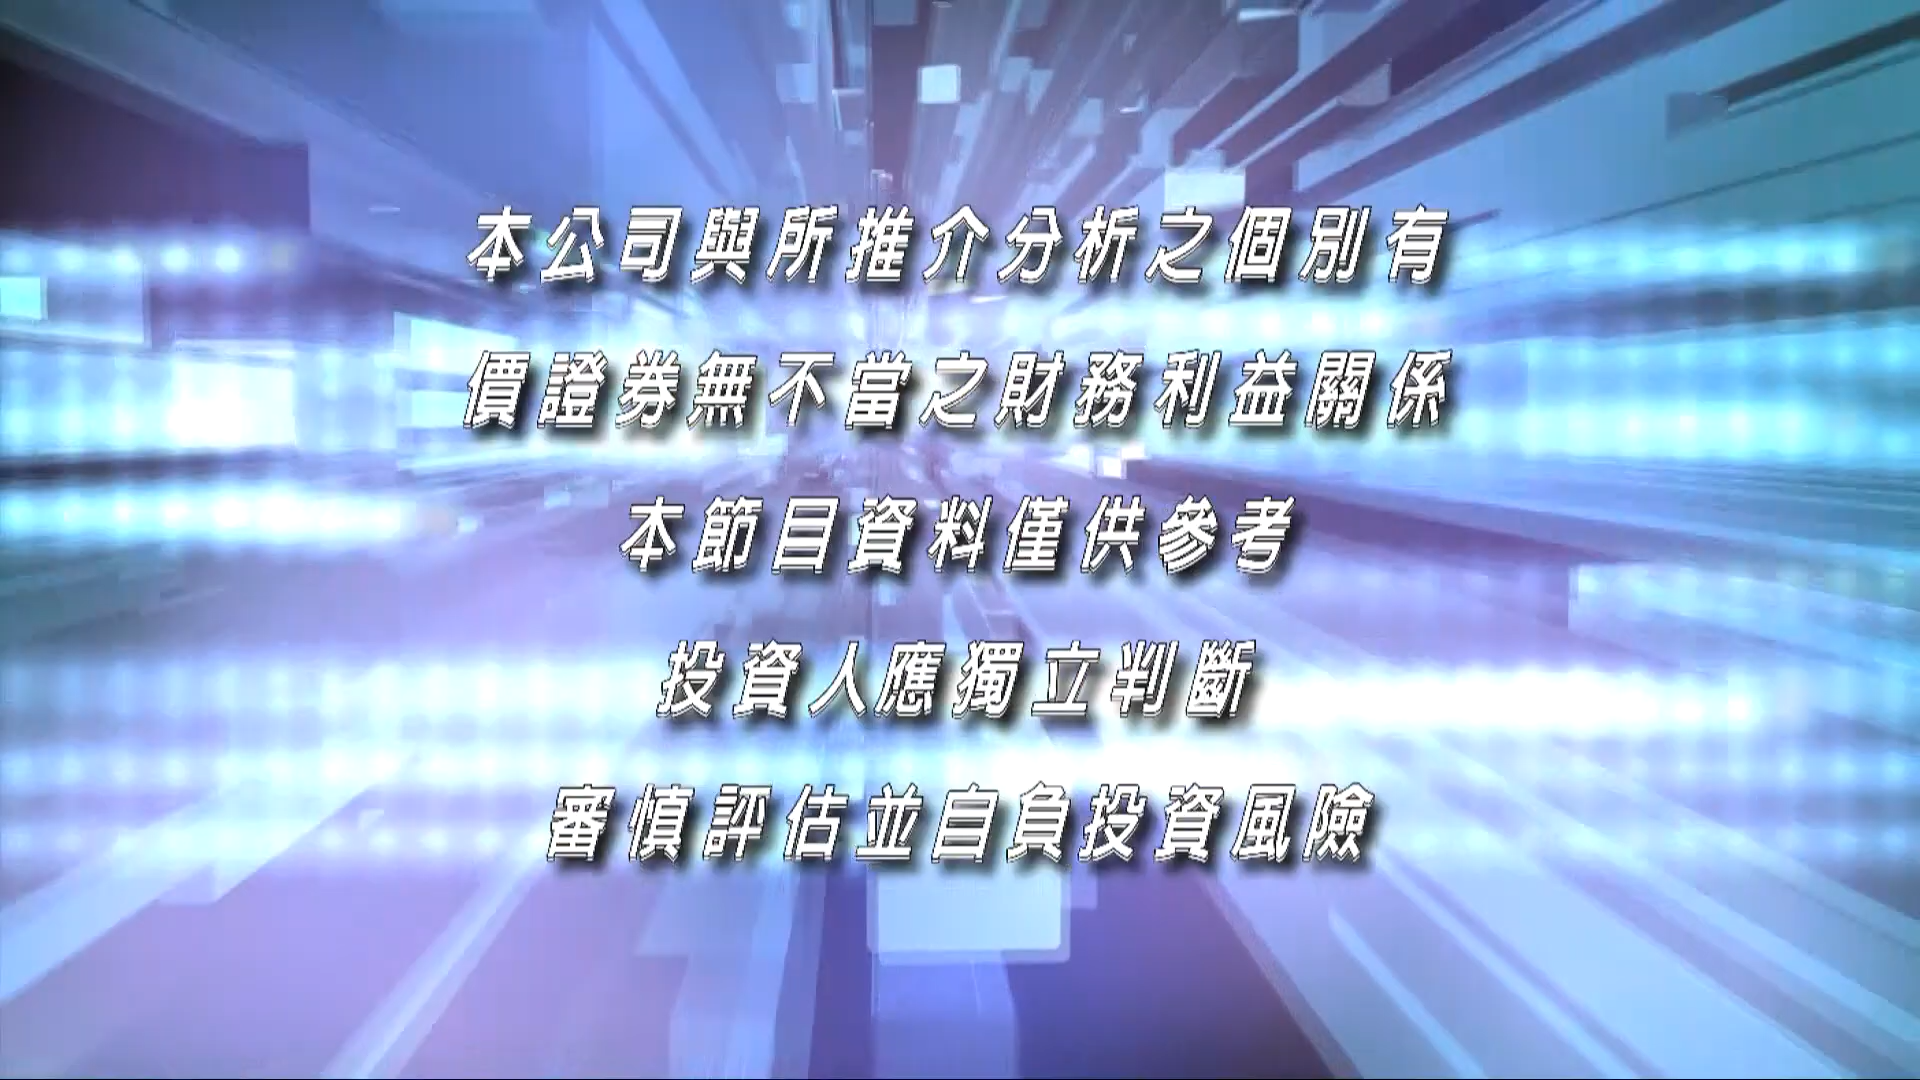 本公司與所推介分析之個別有
價證券無不當之財務利益關係
本節目資料僅供參考
投資人應獨立判斷
審慎評估並自負投資風險